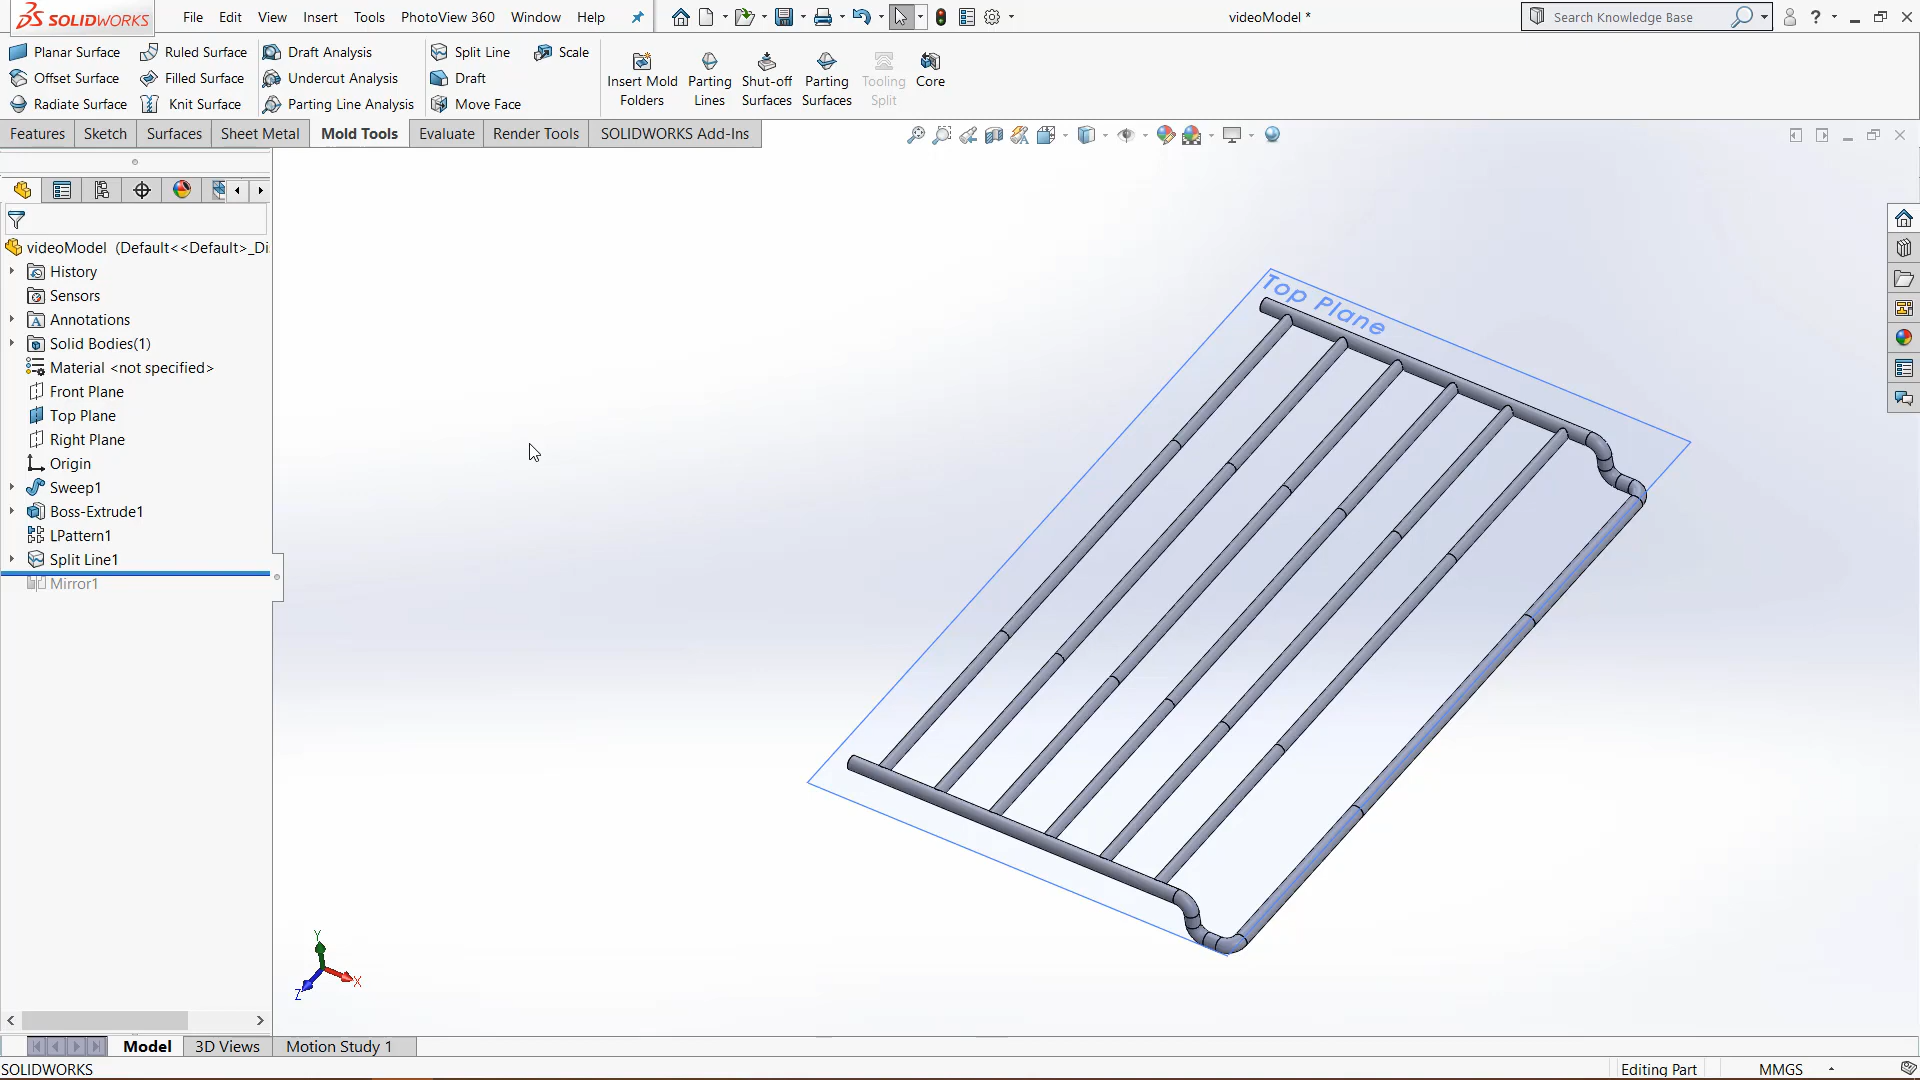 SOLIDWORKS File Edit View Insert Tools PhotoView 360 Window Help videoModel * Search Knowledge Base ?
Planar Surface Ruled Surface Draft Analysis Split Line Scale
Offset Surface Filled Surface Undercut Analysis Draft
Radiate Surface Knit Surface Parting Line Analysis Move Face
Insert Mold Folders
Parting Lines
Shut-off Surfaces
Parting Surfaces
Tooling Split
Core
Features Sketch Surfaces Sheet Metal Mold Tools Evaluate Render Tools SOLIDWORKS Add-Ins
videoModel (Default<<Default>_Di
History
Sensors
Annotations
Solid Bodies(1)
Material <not specified>
Front Plane
Top Plane
Right Plane
Origin
Sweep1
Boss-Extrude1
LPattern1
Split Line1
Mirror1
Top Plane
Y
X
Z
Model 3D Views Motion Study 1
SOLIDWORKS Editing Part MMGS